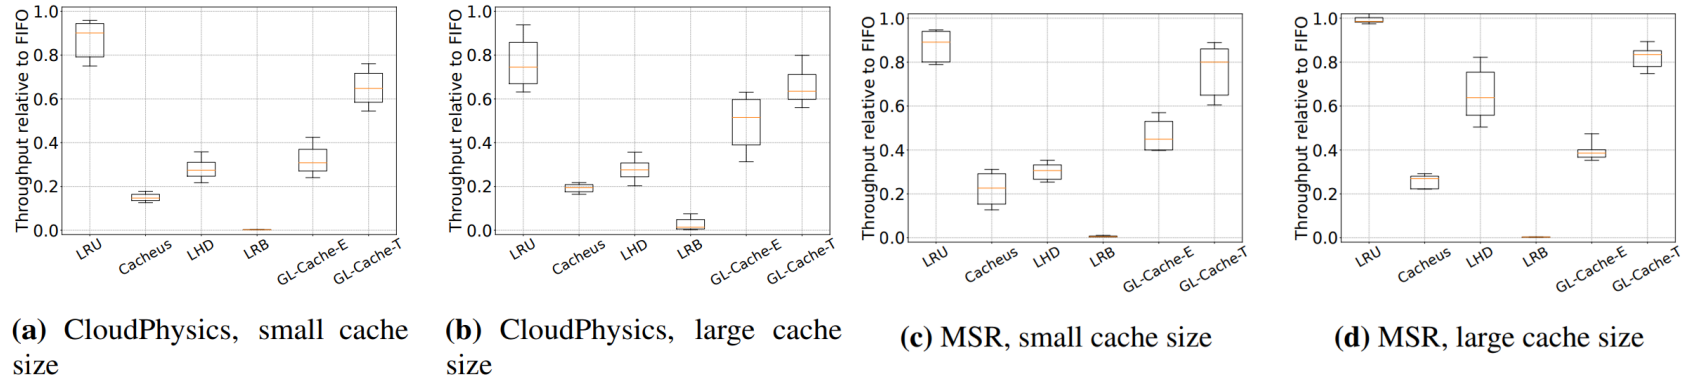 Throughput relative to FIFO
1.0
0.8
0.6
0.4
0.2
0.0
LRU
Cacheus
LHD
LRB
GL-Cache-E
GL-Cache-T
(a) CloudPhysics, small cache
size
Throughput relative to FIFO
1.0
0.8
0.6
0.4
0.2
0.0
LRU
Cacheus
LHD
LRB
GL-Cache-E
GL-Cache-T
(b) CloudPhysics, large cache
size
Throughput relative to FIFO
1.0
0.8
0.6
0.4
0.2
0.0
LRU
Cacheus
LHD
LRB
GL-Cache-E
GL-Cache-T
(c) MSR, small cache size
Throughput relative to FIFO
1.0
0.8
0.6
0.4
0.2
0.0
LRU
Cacheus
LHD
LRB
GL-Cache-E
GL-Cache-T
(d) MSR, large cache size